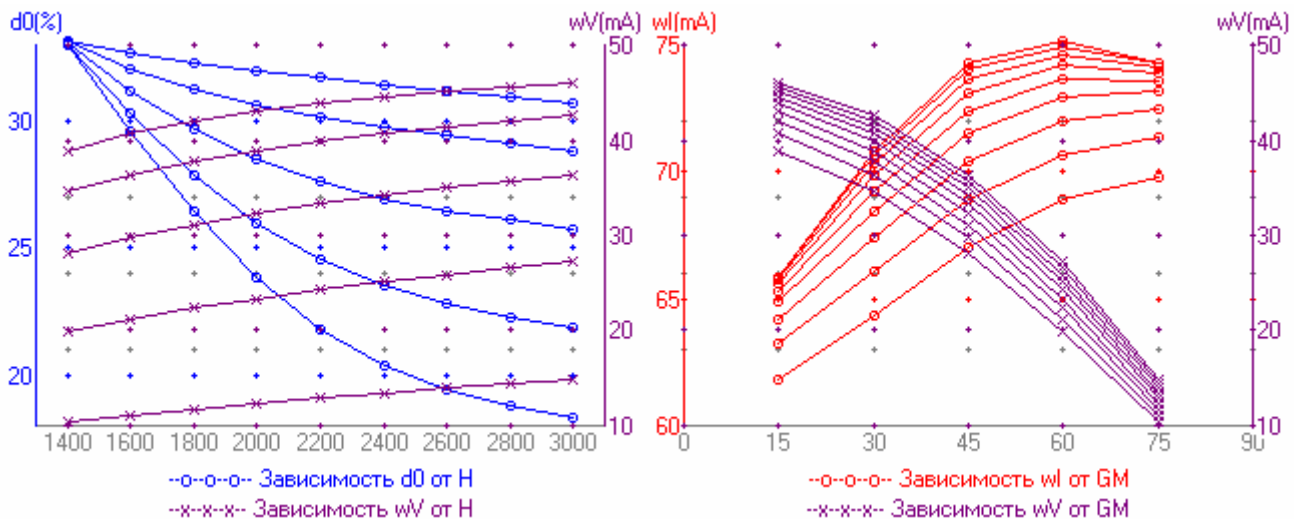 d0(%) wV(mA) wI(mA) wV(mA)
50 75 50
30 40 70 40
25 30 65 30
20 20 20
10 60 10
1400 1600 1800 2000 2200 2400 2600 2800 3000 0 15 30 45 60 75 90
--o--o--o-- Зависимость d0 от H --o--o--o-- Зависимость wI от GM
--x--x--x-- Зависимость wV от H --x--x--x-- Зависимость wV от GM